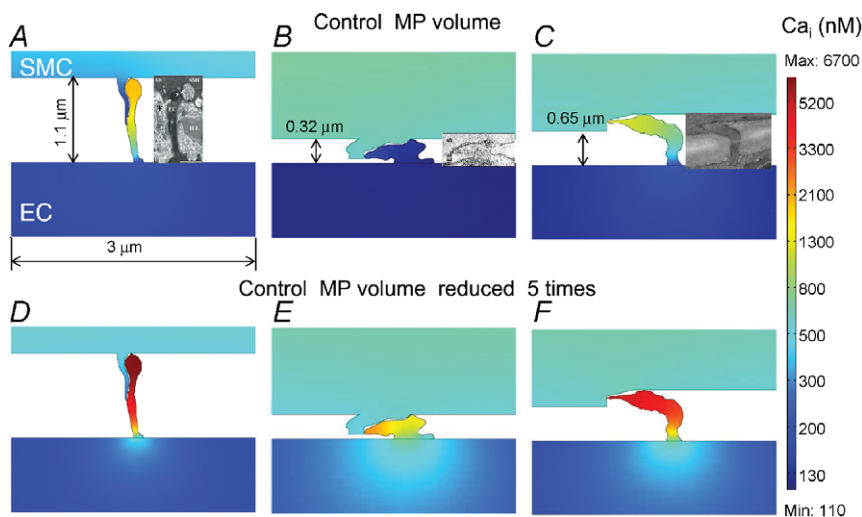 Control MP volume
Ca_i (nM)
A
B
C
Max: 6700
SMC
1.1 μm
0.32 μm
0.65 μm
EC
3 μm
5200
3300
2100
1300
800
500
300
200
130
Control MP volume reduced 5 times
D
E
F
Min: 110